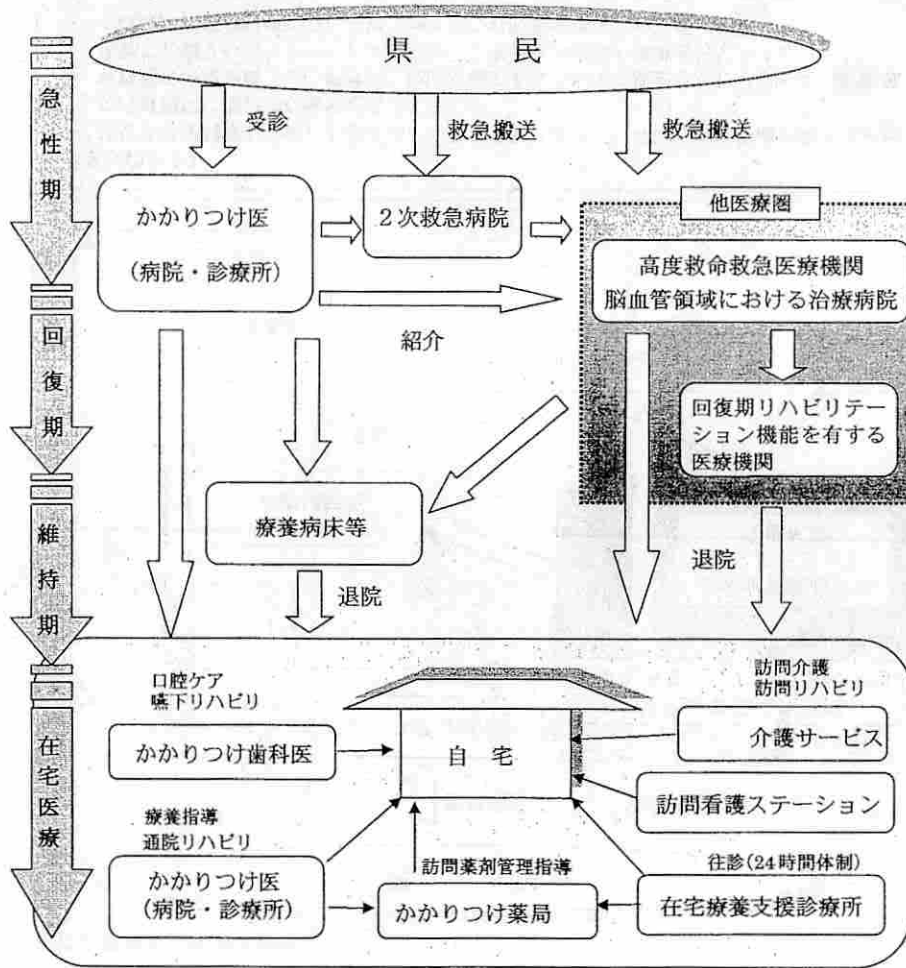 県 民
急性期
受診
救急搬送
救急搬送
かかりつけ医
(病院・診療所)
2次救急病院
他医療圏
高度救命救急医療機関
脳血管領域における治療病院
紹介
回復期
回復期リハビリテー
ション機能を有する
医療機関
維持期
療養病床等
退院
退院
在宅医療
口腔ケア
嚥下リハビリ
かかりつけ歯科医
自 宅
訪問介護
訪問リハビリ
介護サービス
訪問看護ステーション
療養指導
通院リハビリ
かかりつけ医
(病院・診療所)
訪問薬剤管理指導
かかりつけ薬局
往診(24時間体制)
在宅療養支援診療所